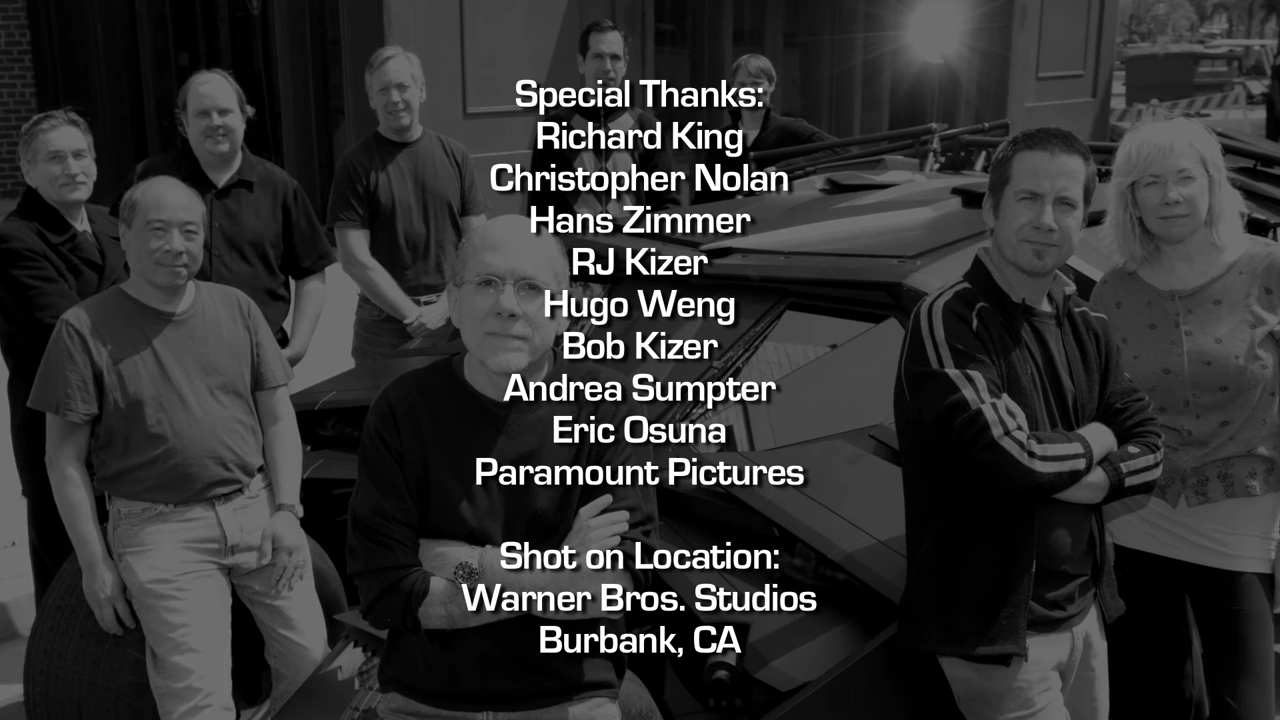 Special Thanks:
Richard King
Christopher Nolan
Hans Zimmer
RJ Kizer
Hugo Weng
Bob Kizer
Andrea Sumpter
Eric Osuna
Paramount Pictures
Shot on Location:
Warner Bros. Studios
Burbank, CA